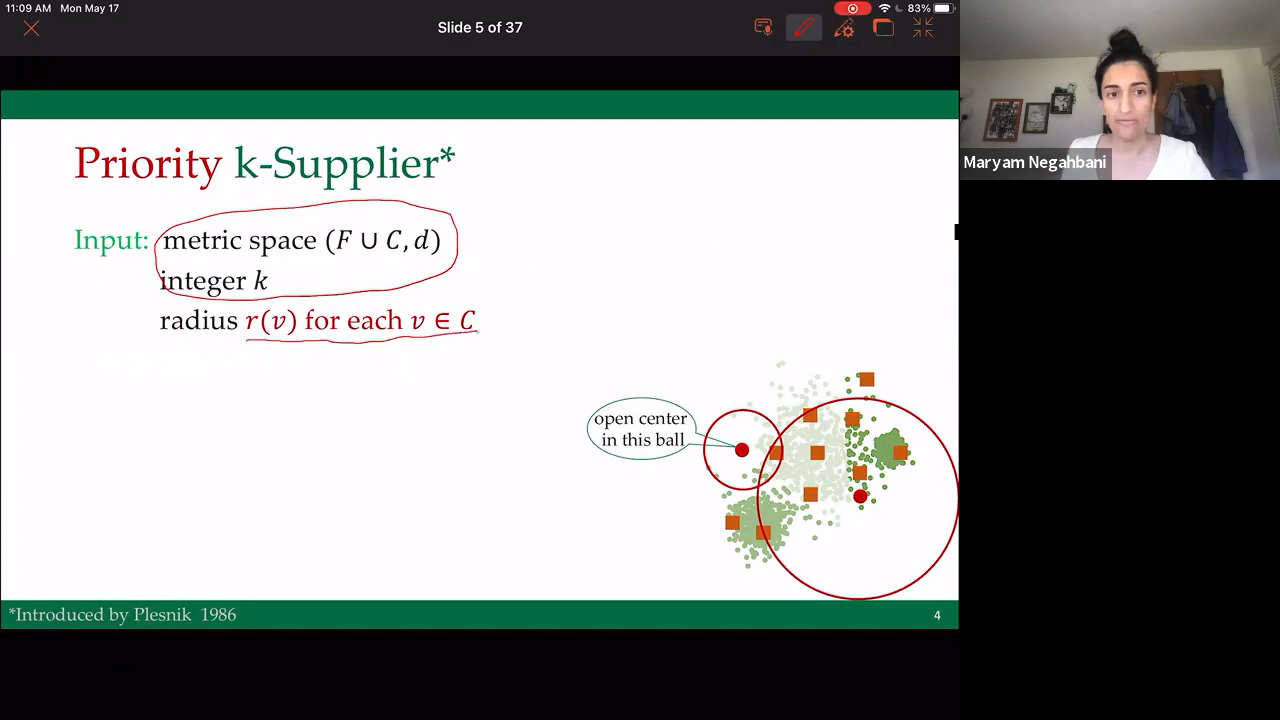 11:09 AM Mon May 17
83%
Slide 5 of 37
Maryam Negahbani
Priority k-Supplier*
Input: metric space (F ∪ C, d)
integer k
radius r(v) for each v ∈ C
open center
in this ball
*Introduced by Plesnik 1986
4